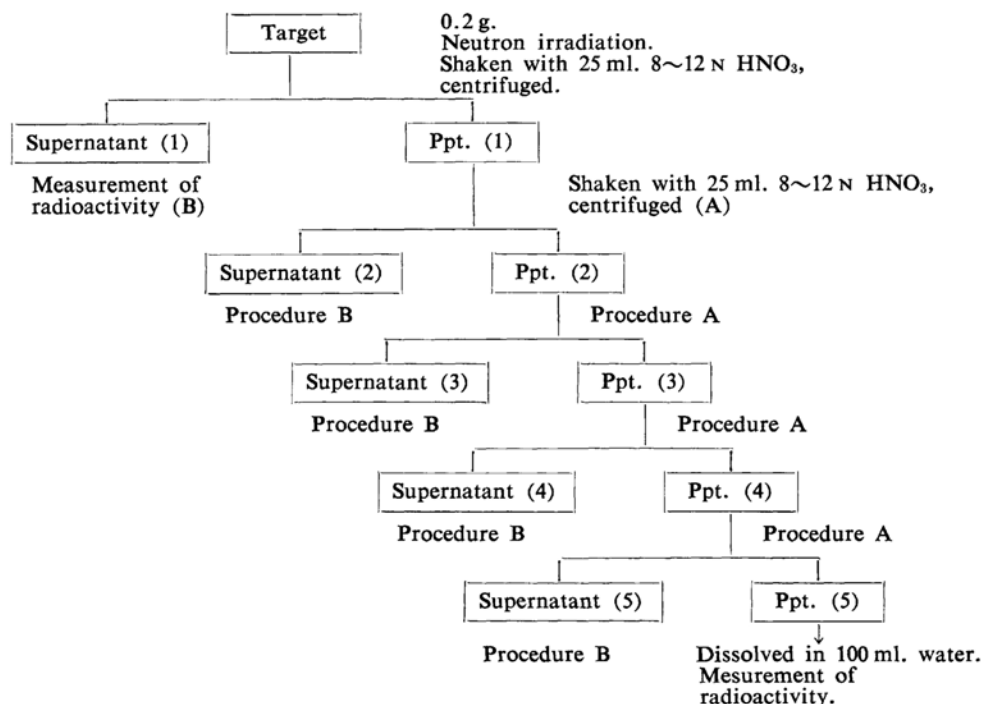 Target
0.2 g.
Neutron irradiation.
Shaken with 25 ml. 8~12 N HNO₃,
centrifuged.
Supernatant (1)
Ppt. (1)
Measurement of
radioactivity (B)
Shaken with 25 ml. 8~12 N HNO₃,
centrifuged (A)
Supernatant (2)
Ppt. (2)
Procedure B
Procedure A
Supernatant (3)
Ppt. (3)
Procedure B
Procedure A
Supernatant (4)
Ppt. (4)
Procedure B
Procedure A
Supernatant (5)
Ppt. (5)
Procedure B
Dissolved in 100 ml. water.
Mesurement of
radioactivity.